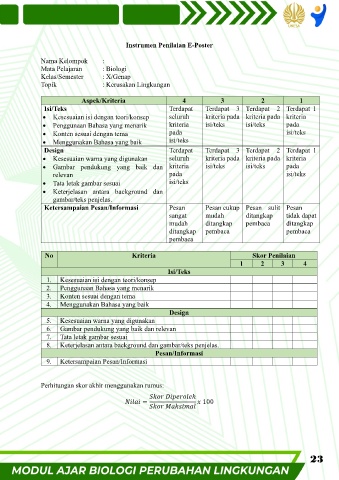 Instrumen Penilaian E-Poster
Nama Kelompok :
Mata Pelajaran : Biologi
Kelas/Semester : X/Genap
Topik : Kerusakan Lingkungan
Aspek/Kriteria 4 3 2 1
Isi/Teks
• Kesesuaian isi dengan teori/konsep
• Penggunaan Bahasa yang menarik
• Konten sesuai dengan tema
• Menggunakan Bahasa yang baik
Terdapat seluruh kriteria pada isi/teks
Terdapat 3 kriteria pada isi/teks
Terdapat 2 kriteria pada isi/teks
Terdapat 1 kriteria pada isi/teks
Design
• Kesesuaian warna yang digunakan
• Gambar pendukung yang baik dan relevan
• Tata letak gambar sesuai
• Keterjelasan antara background dan gambar/teks penjelas.
Terdapat seluruh kriteria pada isi/teks
Terdapat 3 kriteria pada isi/teks
Terdapat 2 kriteria pada isi/teks
Terdapat 1 kriteria pada isi/teks
Ketersampaian Pesan/Informasi
Pesan sangat mudah ditangkap pembaca
Pesan cukup mudah ditangkap pembaca
Pesan sulit ditangkap pembaca
Pesan tidak dapat ditangkap pembaca
No Kriteria Skor Penilaian
1 2 3 4
Isi/Teks
1. Kesesuaian isi dengan teori/konsep
2. Penggunaan Bahasa yang menarik
3. Konten sesuai dengan tema
4. Menggunakan Bahasa yang baik
Design
5. Kesesuaian warna yang digunakan
6. Gambar pendukung yang baik dan relevan
7. Tata letak gambar sesuai
8. Keterjelasan antara background dan gambar/teks penjelas.
Pesan/Informasi
9. Ketersampaian Pesan/Informasi
Perhitungan skor akhir menggunakan rumus:
Nilai = Skor Diperoleh / Skor Maksimal x 100
23
MODUL AJAR BIOLOGI PERUBAHAN LINGKUNGAN